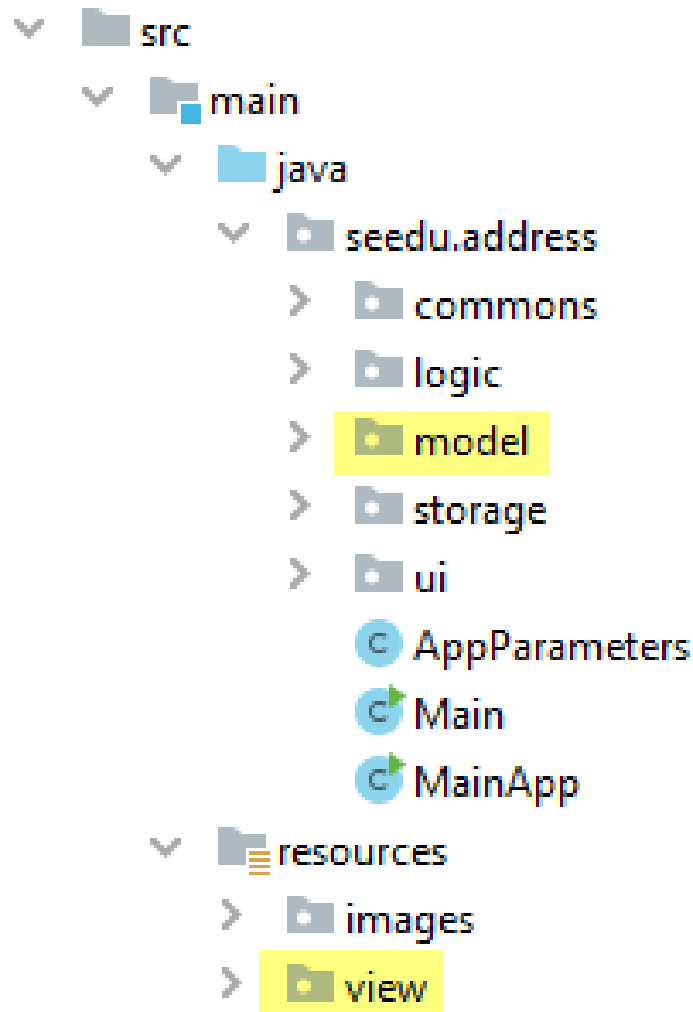 src
main
java
seedu.address
commons
logic
model
storage
ui
C AppParameters
C Main
C MainApp
resources
images
view